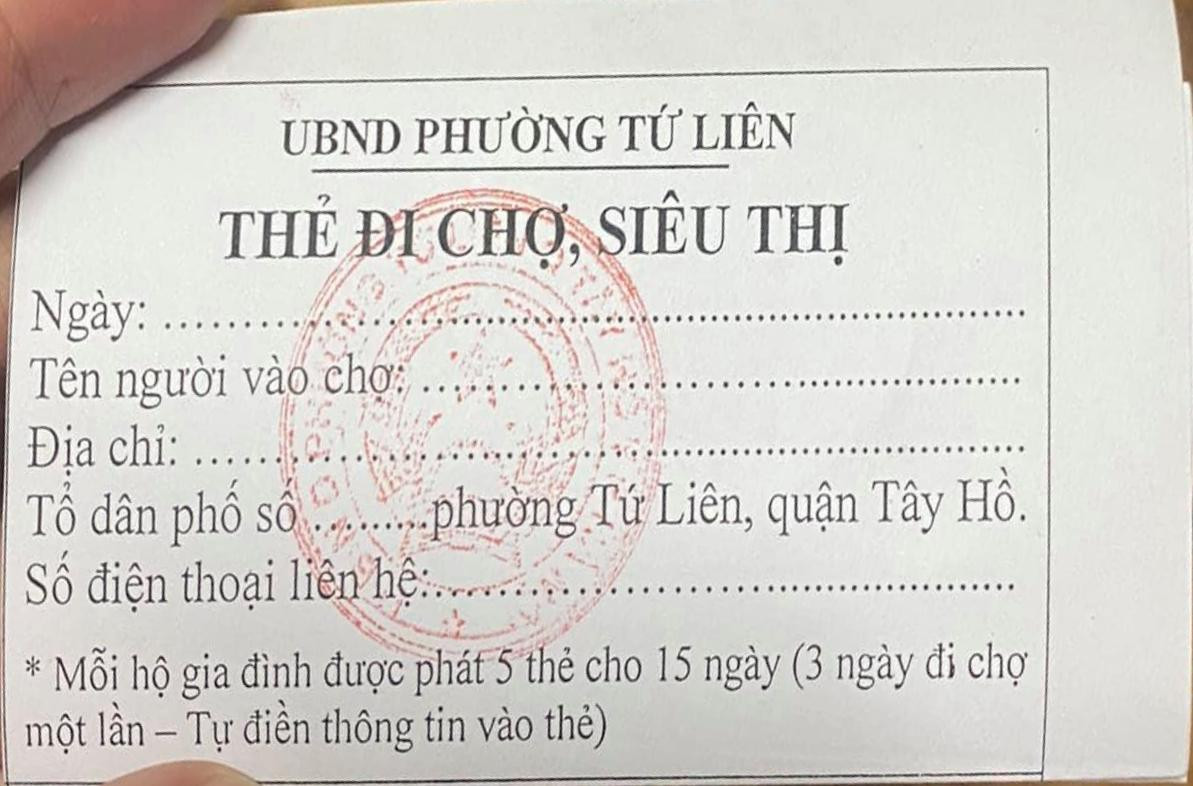 UBND PHƯỜNG TỨ LIÊN
THẺ ĐI CHỢ, SIÊU THỊ
Ngày: ..........................................................................
Tên người vào chợ: ...................................................
Địa chỉ: ......................................................................
Tổ dân phố số .........phường Tứ Liên, quận Tây Hồ.
Số điện thoại liên hệ:..................................................
* Mỗi hộ gia đình được phát 5 thẻ cho 15 ngày (3 ngày đi chợ
một lần – Tự điền thông tin vào thẻ)